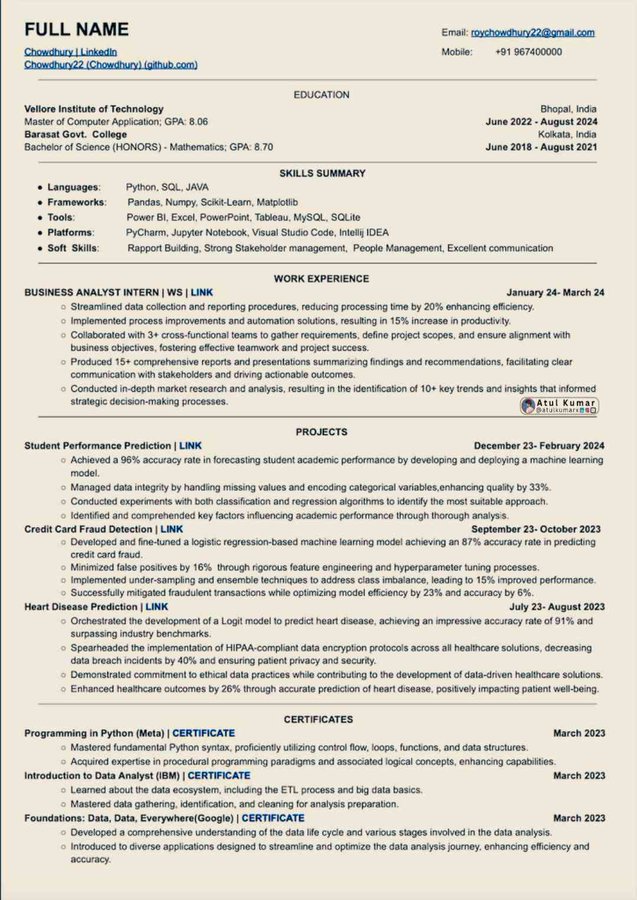 FULL NAME
Email: roychowdhury22@gmail.com
Chowdhury | LinkedIn
Mobile: +91 967400000
Chowdhury22 (Chowdhury) (github.com)
EDUCATION
Vellore Institute of Technology Bhopal, India
Master of Computer Application; GPA: 8.06 June 2022 - August 2024
Barasat Govt. College Kolkata, India
Bachelor of Science (HONORS) - Mathematics; GPA: 8.70 June 2018 - August 2021
SKILLS SUMMARY
● Languages: Python, SQL, JAVA
● Frameworks: Pandas, Numpy, Scikit-Learn, Matplotlib
● Tools: Power BI, Excel, PowerPoint, Tableau, MySQL, SQLite
● Platforms: PyCharm, Jupyter Notebook, Visual Studio Code, Intellij IDEA
● Soft Skills: Rapport Building, Strong Stakeholder management, People Management, Excellent communication
WORK EXPERIENCE
BUSINESS ANALYST INTERN | WS | LINK January 24- March 24
○ Streamlined data collection and reporting procedures, reducing processing time by 20% enhancing efficiency.
○ Implemented process improvements and automation solutions, resulting in 15% increase in productivity.
○ Collaborated with 3+ cross-functional teams to gather requirements, define project scopes, and ensure alignment with
business objectives, fostering effective teamwork and project success.
○ Produced 15+ comprehensive reports and presentations summarizing findings and recommendations, facilitating clear
communication with stakeholders and driving actionable outcomes.
○ Conducted in-depth market research and analysis, resulting in the identification of 10+ key trends and insights that informed
strategic decision-making processes.
Atul Kumar
@atulkumarx
PROJECTS
Student Performance Prediction | LINK December 23- February 2024
○ Achieved a 96% accuracy rate in forecasting student academic performance by developing and deploying a machine learning
model.
○ Managed data integrity by handling missing values and encoding categorical variables,enhancing quality by 33%.
○ Conducted experiments with both classification and regression algorithms to identify the most suitable approach.
○ Identified and comprehended key factors influencing academic performance through thorough analysis.
Credit Card Fraud Detection | LINK September 23- October 2023
○ Developed and fine-tuned a logistic regression-based machine learning model achieving an 87% accuracy rate in predicting
credit card fraud.
○ Minimized false positives by 16% through rigorous feature engineering and hyperparameter tuning processes.
○ Implemented under-sampling and ensemble techniques to address class imbalance, leading to 15% improved performance.
○ Successfully mitigated fraudulent transactions while optimizing model efficiency by 23% and accuracy by 6%.
Heart Disease Prediction | LINK July 23- August 2023
○ Orchestrated the development of a Logit model to predict heart disease, achieving an impressive accuracy rate of 91% and
surpassing industry benchmarks.
○ Spearheaded the implementation of HIPAA-compliant data encryption protocols across all healthcare solutions, decreasing
data breach incidents by 40% and ensuring patient privacy and security.
○ Demonstrated commitment to ethical data practices while contributing to the development of data-driven healthcare solutions.
○ Enhanced healthcare outcomes by 26% through accurate prediction of heart disease, positively impacting patient well-being.
CERTIFICATES
Programming in Python (Meta) | CERTIFICATE March 2023
○ Mastered fundamental Python syntax, proficiently utilizing control flow, loops, functions, and data structures.
○ Acquired expertise in procedural programming paradigms and associated logical concepts, enhancing capabilities.
Introduction to Data Analyst (IBM) | CERTIFICATE March 2023
○ Learned about the data ecosystem, including the ETL process and big data basics.
○ Mastered data gathering, identification, and cleaning for analysis preparation.
Foundations: Data, Data, Everywhere(Google) | CERTIFICATE March 2023
○ Developed a comprehensive understanding of the data life cycle and various stages involved in the data analysis.
○ Introduced to diverse applications designed to streamline and optimize the data analysis journey, enhancing efficiency and
accuracy.